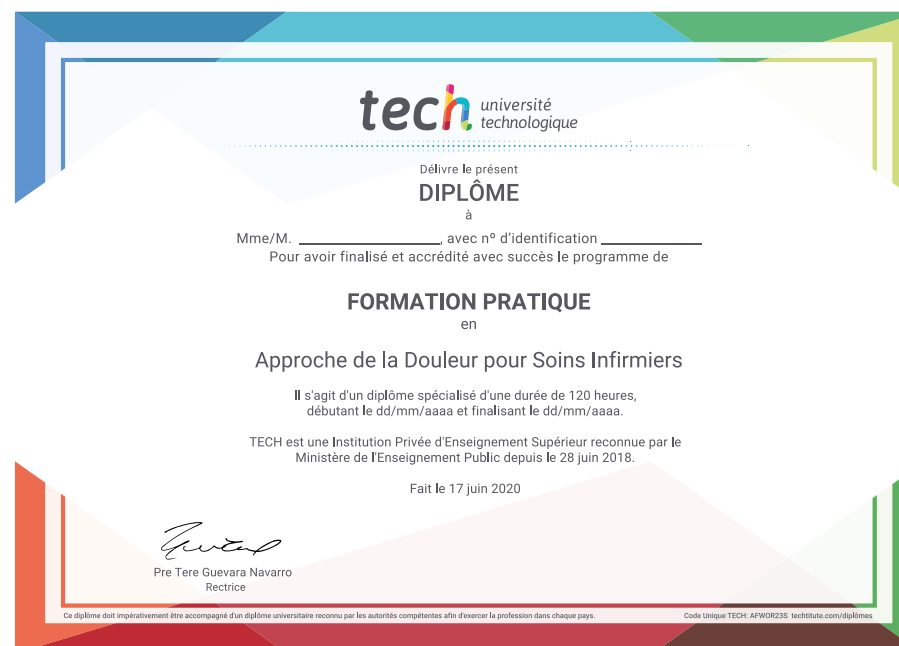 tech université
technologique
Délivre le présent
DIPLÔME
à
Mme/M. ____________, avec nº d'identification ____________
Pour avoir finalisé et accrédité avec succès le programme de
FORMATION PRATIQUE
en
Approche de la Douleur pour Soins Infirmiers
Il s'agit d'un diplôme spécialisé d'une durée de 120 heures,
débutant le dd/mm/aaaa et finalisant le dd/mm/aaaa.
TECH est une Institution Privée d'Enseignement Supérieur reconnue par le
Ministère de l'Enseignement Public depuis le 28 juin 2018.
Fait le 17 juin 2020
Pre Tere Guevara Navarro
Rectrice
Ce diplôme doit impérativement être accompagné d'un diplôme universitaire reconnu par les autorités compétentes afin d'exercer la profession dans chaque pays.
Code Unique TECH: AFWOR23S techtitute.com/diplômes